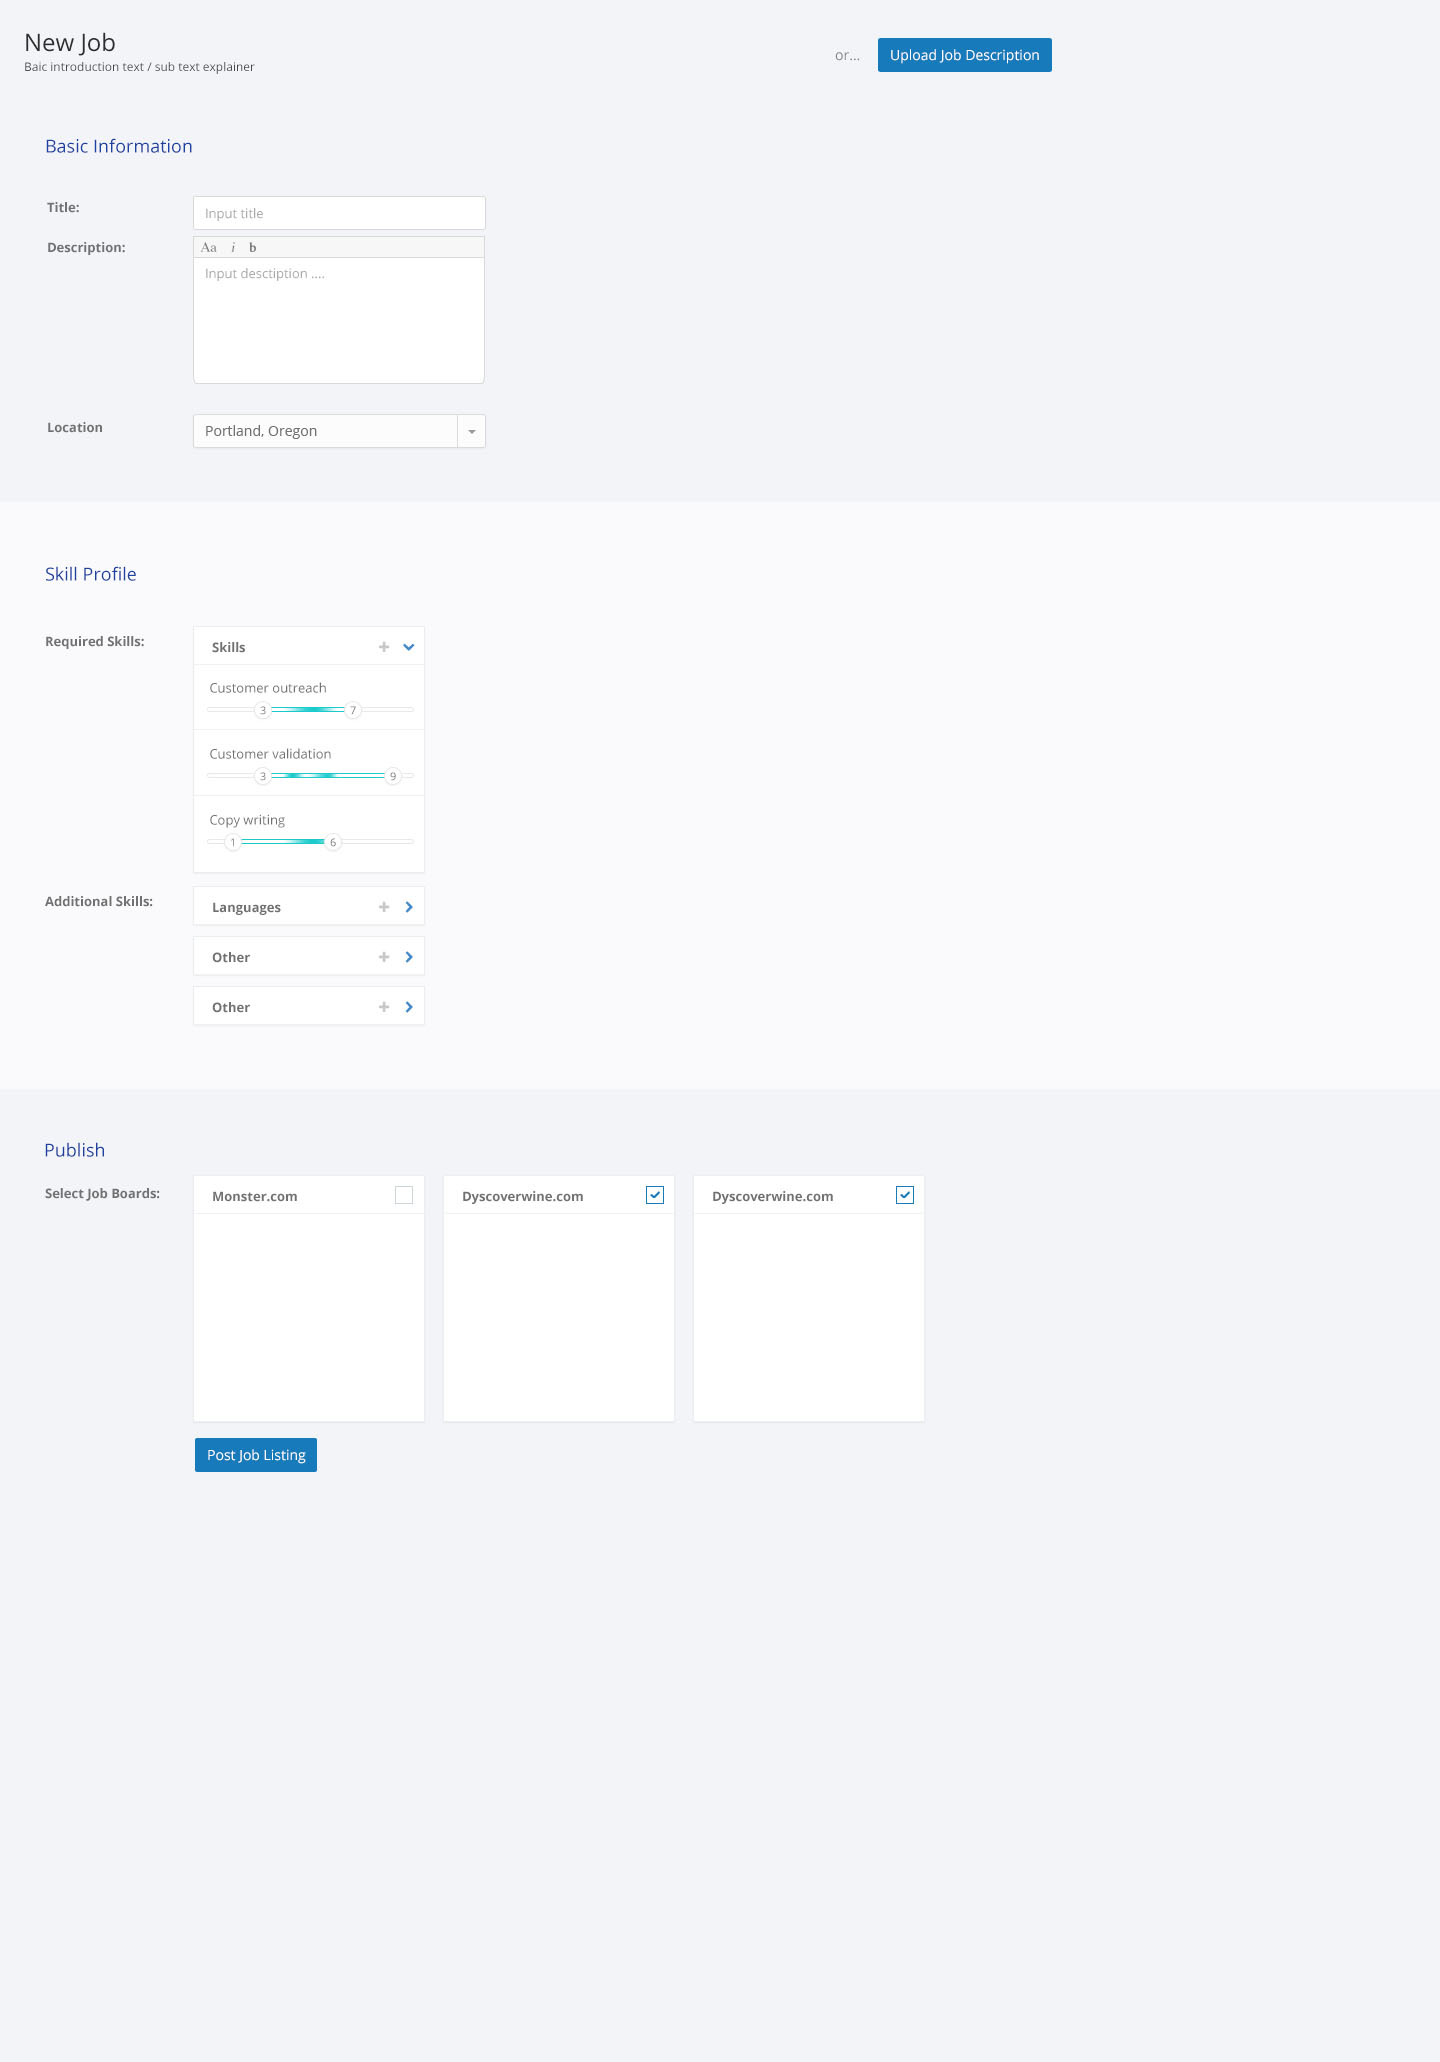 New Job
Baic introduction text / sub text explainer
or...
Upload Job Description
Basic Information
Title:
Input title
Description:
Aa i b
Input desctiption ....
Location
Portland, Oregon
Skill Profile
Required Skills:
Skills
Customer outreach
3 7
Customer validation
3 9
Copy writing
1 6
Additional Skills:
Languages
Other
Other
Publish
Select Job Boards:
Monster.com
Dyscoverwine.com
Dyscoverwine.com
Post Job Listing